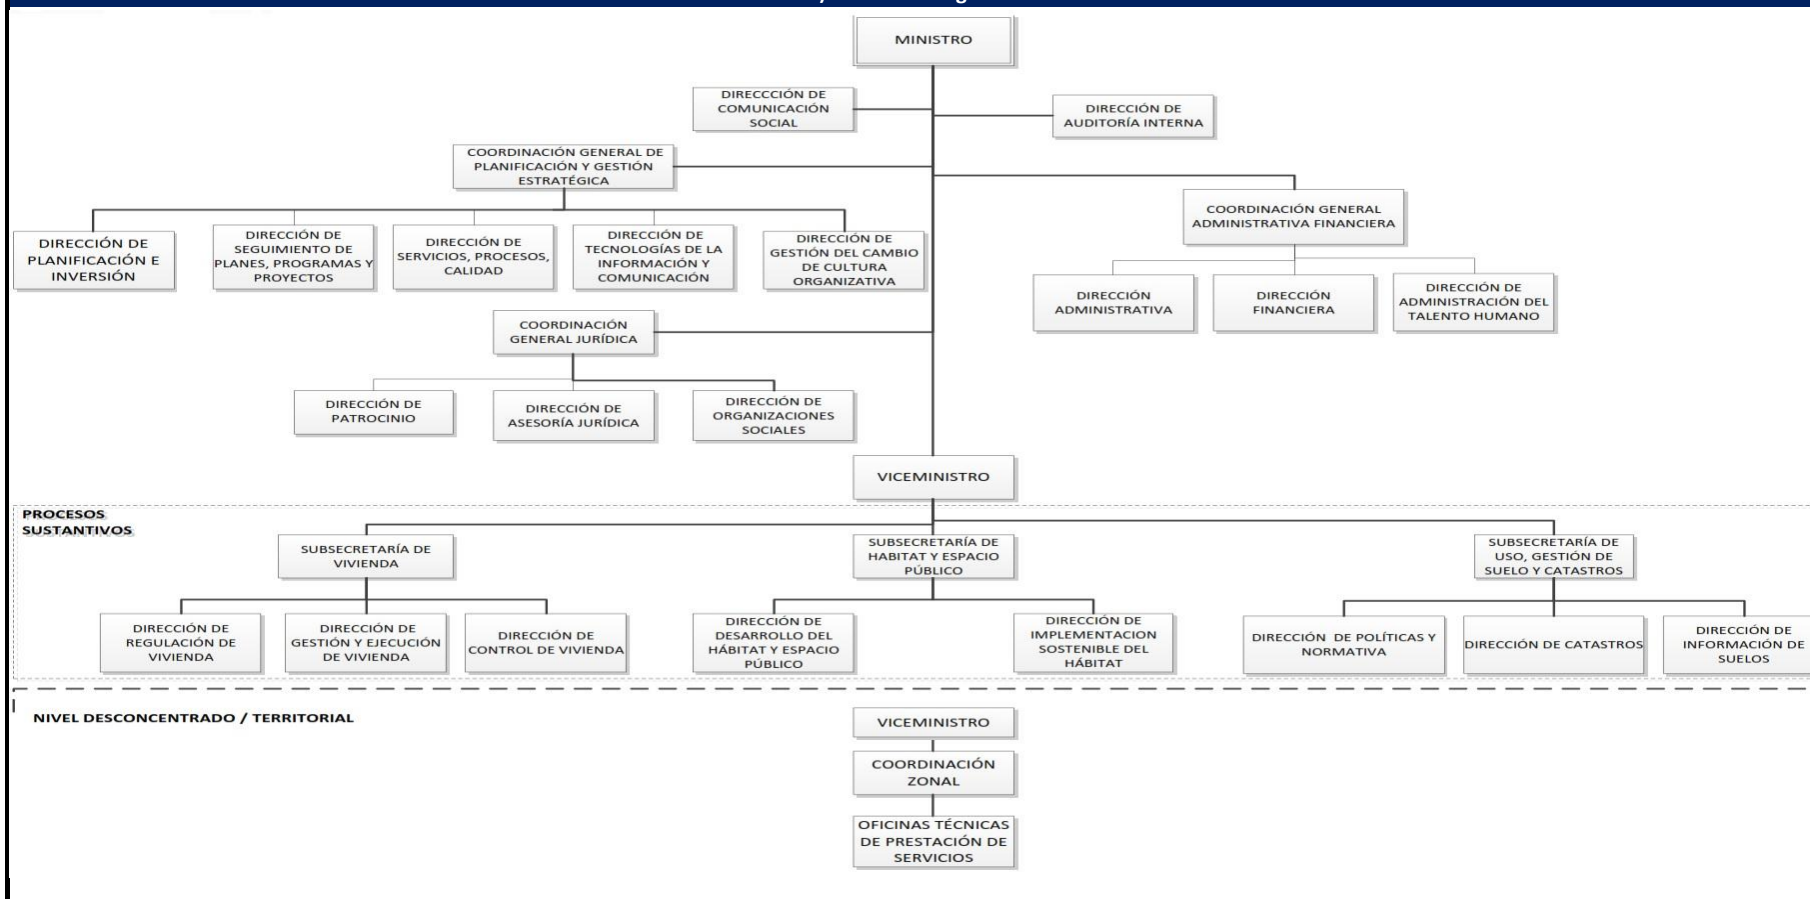 MINISTRO
DIRECCCIÓN DE
COMUNICACIÓN
SOCIAL
DIRECCIÓN DE
AUDITORÍA INTERNA
COORDINACIÓN GENERAL DE
PLANIFICACIÓN Y GESTIÓN
ESTRATÉGICA
COORDINACIÓN GENERAL
ADMINISTRATIVA FINANCIERA
DIRECCIÓN DE
PLANIFICACIÓN E
INVERSIÓN
DIRECCIÓN DE
SEGUIMIENTO DE
PLANES, PROGRAMAS Y
PROYECTOS
DIRECCIÓN DE
SERVICIOS, PROCESOS,
CALIDAD
DIRECCIÓN DE
TECNOLOGÍAS DE LA
INFORMACIÓN Y
COMUNICACIÓN
DIRECCIÓN DE
GESTIÓN DEL CAMBIO
DE CULTURA
ORGANIZATIVA
DIRECCIÓN
ADMINISTRATIVA
DIRECCIÓN
FINANCIERA
DIRECCIÓN DE
ADMINISTRACIÓN DEL
TALENTO HUMANO
COORDINACIÓN
GENERAL JURÍDICA
DIRECCIÓN DE
PATROCINIO
DIRECCIÓN DE
ASESORÍA JURÍDICA
DIRECCIÓN DE
ORGANIZACIONES
SOCIALES
VICEMINISTRO
PROCESOS
SUSTANTIVOS
SUBSECRETARÍA DE
VIVIENDA
SUBSECRETARÍA DE
HABITAT Y ESPACIO
PÚBLICO
SUBSECRETARÍA DE
USO, GESTIÓN DE
SUELO Y CATASTROS
DIRECCIÓN DE
REGULACIÓN DE
VIVIENDA
DIRECCIÓN DE
GESTIÓN Y EJECUCIÓN
DE VIVIENDA
DIRECCIÓN DE
CONTROL DE VIVIENDA
DIRECCIÓN DE
DESARROLLO DEL
HÁBITAT Y ESPACIO
PÚBLICO
DIRECCIÓN DE
IMPLEMENTACION
SOSTENIBLE DEL
HÁBITAT
DIRECCIÓN DE POLÍTICAS Y
NORMATIVA
DIRECCIÓN DE CATASTROS
DIRECCIÓN DE
INFORMACIÓN DE
SUELOS
NIVEL DESCONCENTRADO / TERRITORIAL
VICEMINISTRO
COORDINACIÓN
ZONAL
OFICINAS TÉCNICAS
DE PRESTACIÓN DE
SERVICIOS